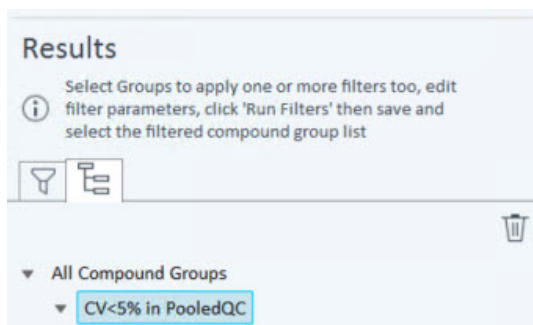 Results
Select Groups to apply one or more filters too, edit
filter parameters, click 'Run Filters' then save and
select the filtered compound group list
All Compound Groups
CV<5% in PooledQC